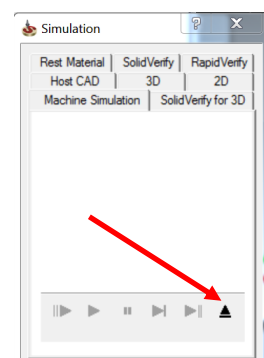 Simulation
Rest Material SolidVerify RapidVerify
Host CAD 3D 2D
Machine Simulation SolidVerify for 3D